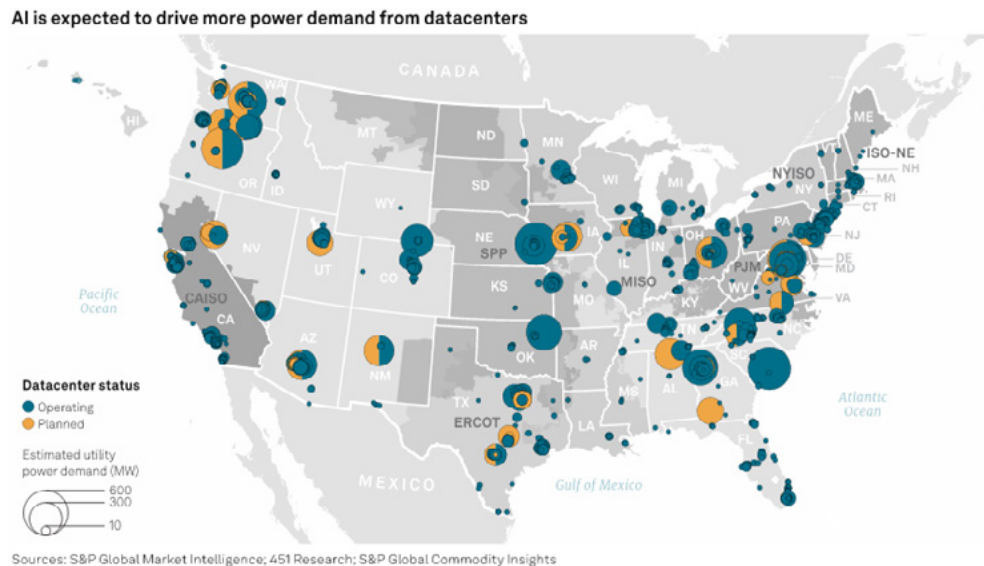 AI is expected to drive more power demand from datacenters
CANADA
WA
HI
MT
ND
MN
ME
ISO-NE
NH
MA
RI
CT
NYISO
NY
OR
ID
SD
WI
MI
WY
PA
NJ
NE
SPP
IA
OH
IN
IL
PJM
DE
MD
NV
UT
CO
MISO
WV
VA
Pacific
Ocean
CAISO
CA
KS
MO
KY
NC
AZ
NM
OK
AR
TN
SC
MS
AL
GA
TX
ERCOT
LA
FL
Atlantic
Ocean
MEXICO
Gulf of Mexico
Datacenter status
Operating
Planned
Estimated utility
power demand (MW)
600
300
10
Sources: S&P Global Market Intelligence; 451 Research; S&P Global Commodity Insights